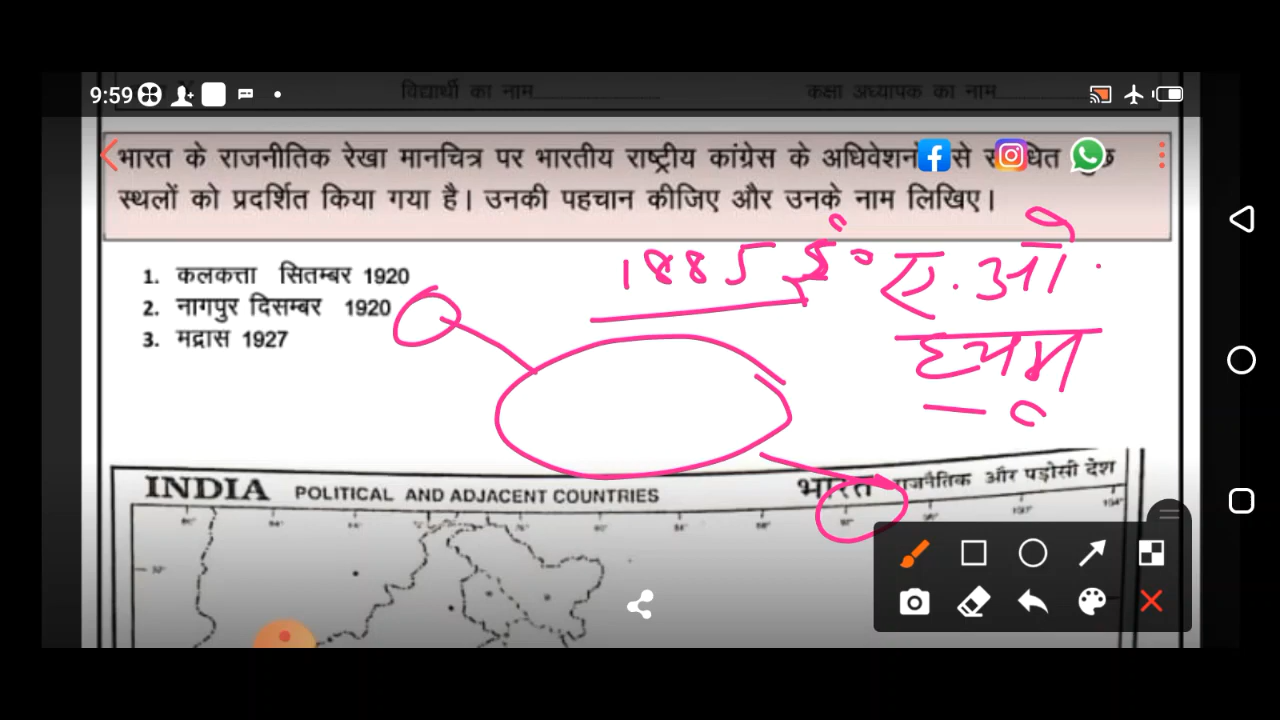 9:59
विद्यार्थी का नाम
कक्षा अध्यापक का नाम
भारत के राजनीतिक रेखा मानचित्र पर भारतीय राष्ट्रीय कांग्रेस के अधिवेशन से
स्थलों को प्रदर्शित किया गया है। उनकी पहचान कीजिए और उनके नाम लिखिए।
1885 ई० ए. ओ.
ह्यूम
1. कलकत्ता सितम्बर 1920
2. नागपुर दिसम्बर 1920
3. मद्रास 1927
INDIA POLITICAL AND ADJACENT COUNTRIES
भारत राजनैतिक और पड़ोसी देश